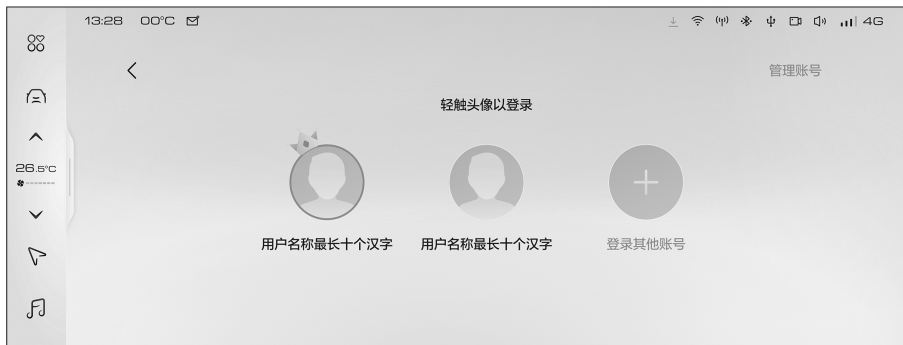 13:28 00°C 4G
管理账号
轻触头像以登录
26.5°C
用户名称最长十个汉字 用户名称最长十个汉字 登录其他账号